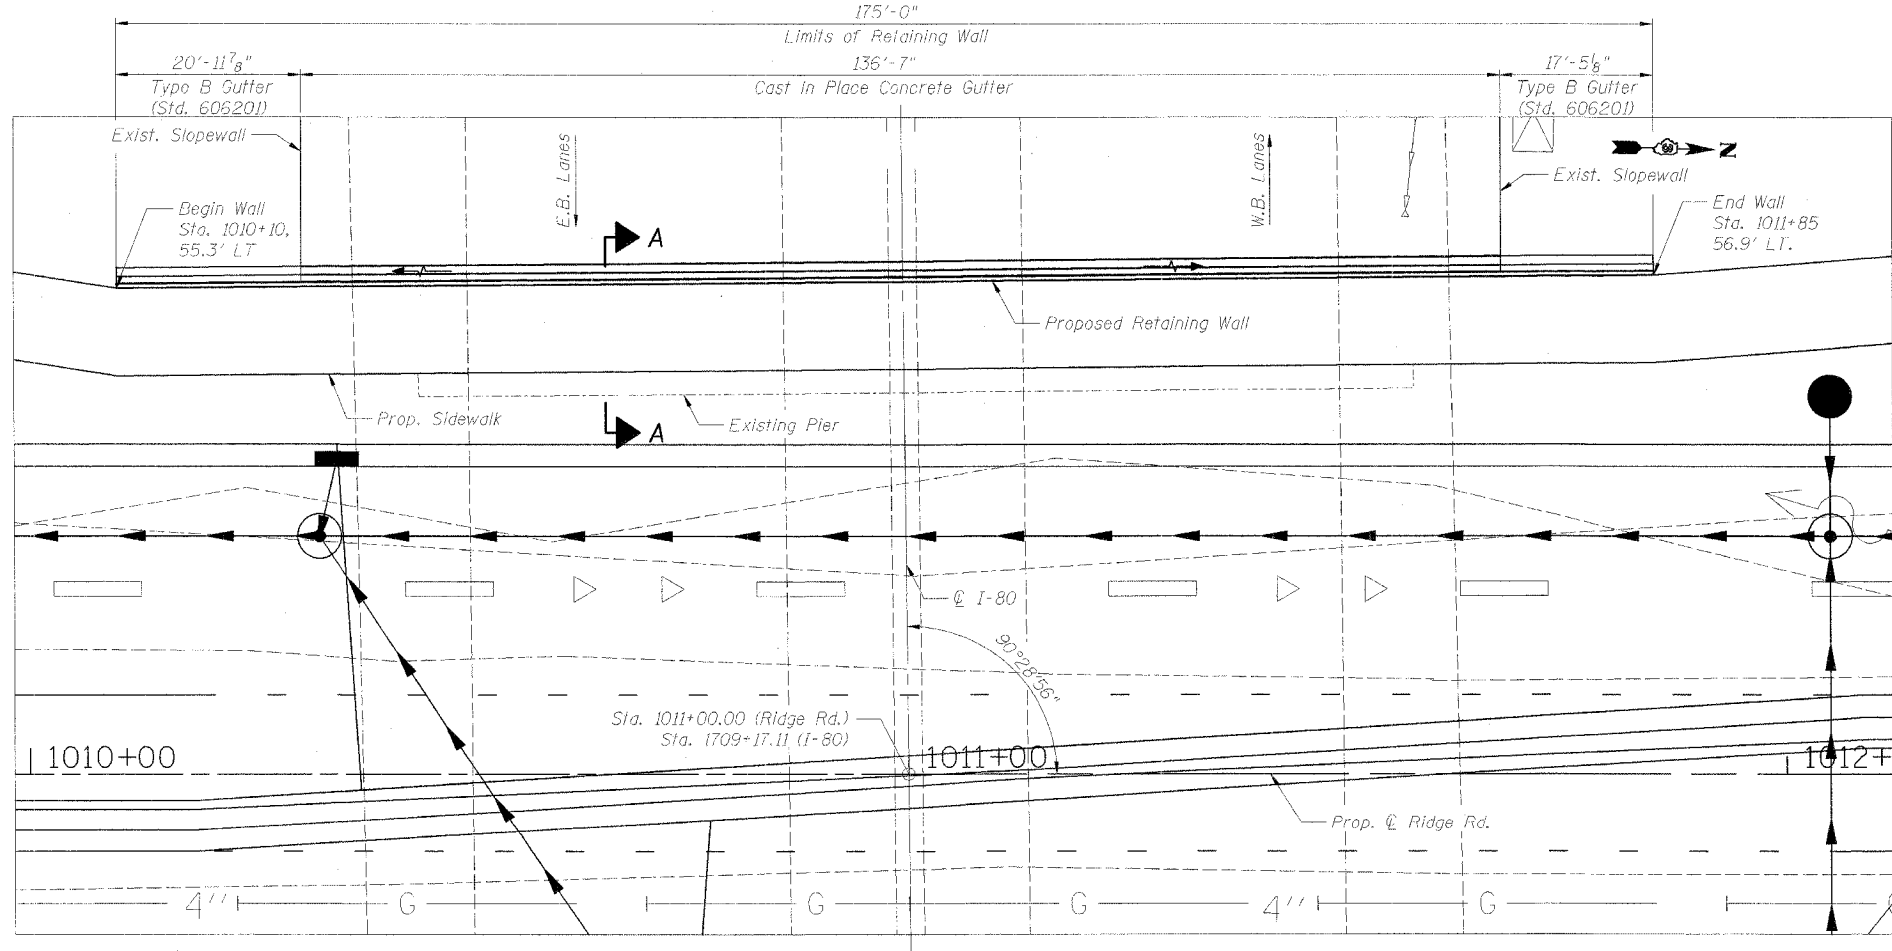 175'-0"
Limits of Retaining Wall
20'-11⅞"
136'-7"
17'-5⅛"
Type B Gutter
(Std. 606201)
Cast In Place Concrete Gutter
Type B Gutter
(Std. 606201)
Exist. Slopewall
E.B. Lanes
W.B. Lanes
N
Exist. Slopewall
Begin Wall
Sta. 1010+10,
55.3' LT
A
End Wall
Sta. 1011+85
56.9' LT.
Proposed Retaining Wall
Prop. Sidewalk
A
Existing Pier
℄ I-80
90°28'56"
Sta. 1011+00.00 (Ridge Rd.)
Sta. 1709+17.11 (I-80)
1010+00
1011+00
1012+
Prop. ℄ Ridge Rd.
4''
G
G
G
4''
G